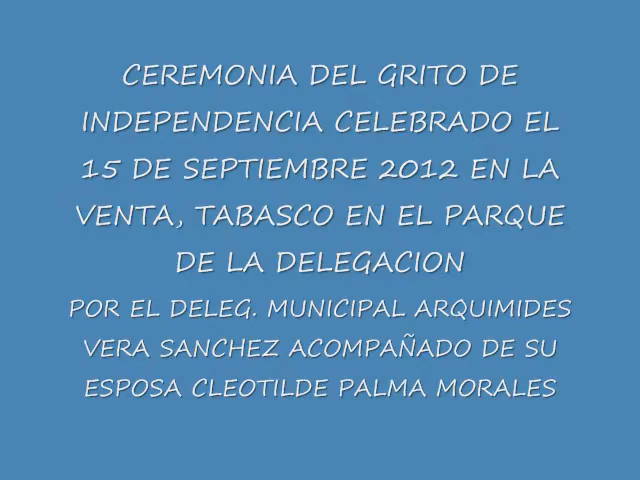 CEREMONIA DEL GRITO DE
INDEPENDENCIA CELEBRADO EL
15 DE SEPTIEMBRE 2012 EN LA
VENTA, TABASCO EN EL PARQUE
DE LA DELEGACION
POR EL DELEG. MUNICIPAL ARQUIMIDES
VERA SANCHEZ ACOMPAÑADO DE SU
ESPOSA CLEOTILDE PALMA MORALES